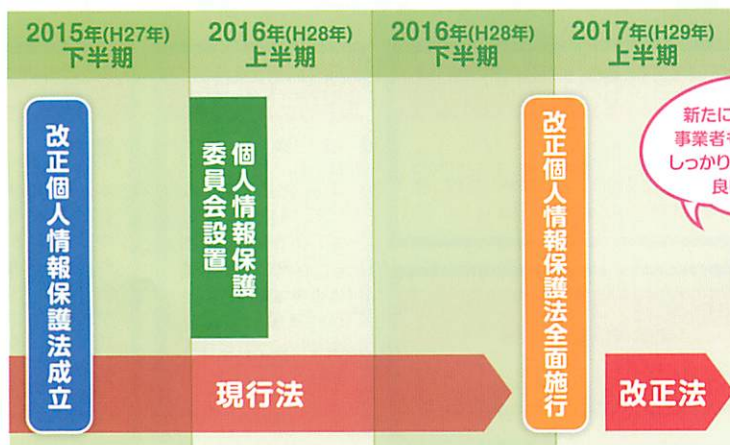 2015年(H27年)
下半期
2016年(H28年)
上半期
2016年(H28年)
下半期
2017年(H29年)
上半期
改正個人情報保護法成立
個人情報保護
委員会設置
改正個人情報保護法全面施行
新たに
事業者
しっかり
良
現行法
改正法